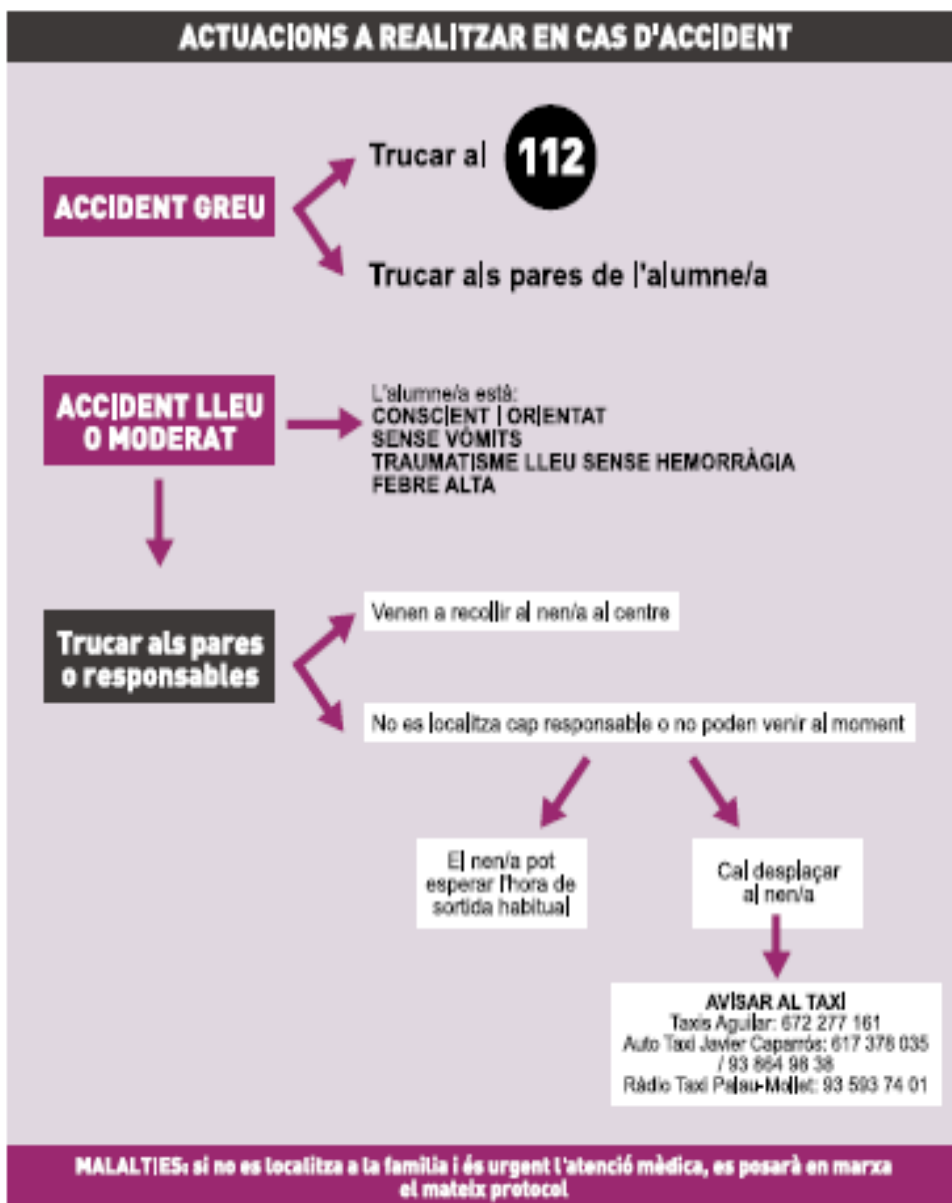 ACTUACIONS A REALITZAR EN CAS D'ACCIDENT
Trucar al 112
ACCIDENT GREU
Trucar als pares de l'alumne/a
ACCIDENT LLEU
O MODERAT
L'alumne/a està:
CONSCIENT I ORIENTAT
SENSE VÒMITS
TRAUMATISME LLEU SENSE HEMORRÀGIA
FEBRE ALTA
Trucar als pares
o responsables
Venen a recollir al nen/a al centre
No es localitza cap responsable o no poden venir al moment
El nen/a pot
esperar l'hora de
sortida habitual
Cal desplaçar
al nen/a
AVISAR AL TAXI
Taxis Aguilar: 672 277 161
Auto Taxi Javier Caparrós: 617 378 035
/ 93 864 98 38
Ràdio Taxi Palau-Mollet: 93 593 74 01
MALALTIES: si no es localitza a la familia i és urgent l'atenció mèdica, es posarà en marxa
el mateix protocol